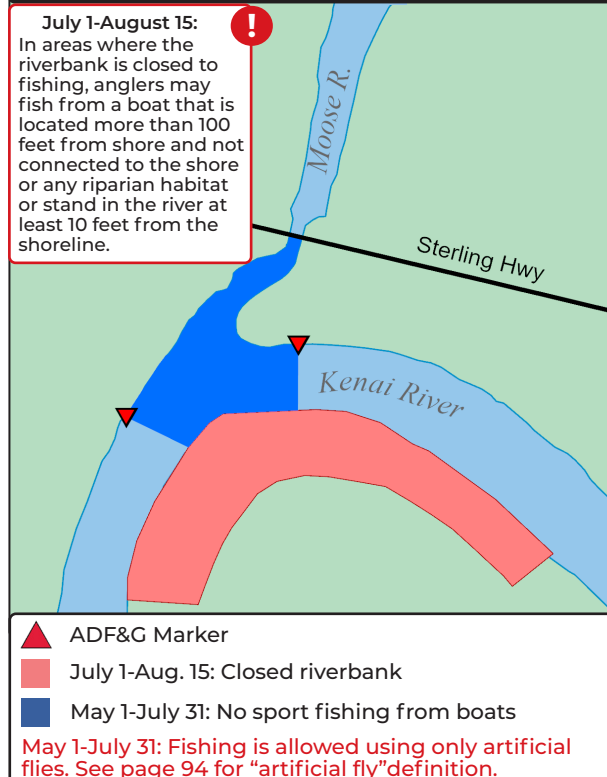 July 1-August 15:
In areas where the
riverbank is closed to
fishing, anglers may
fish from a boat that is
located more than 100
feet from shore and not
connected to the shore
or any riparian habitat
or stand in the river at
least 10 feet from the
shoreline.
!
Moose R.
Sterling Hwy
Kenai River
ADF&G Marker
July 1-Aug. 15: Closed riverbank
May 1-July 31: No sport fishing from boats
May 1-July 31: Fishing is allowed using only artificial
flies. See page 94 for “artificial fly”definition.